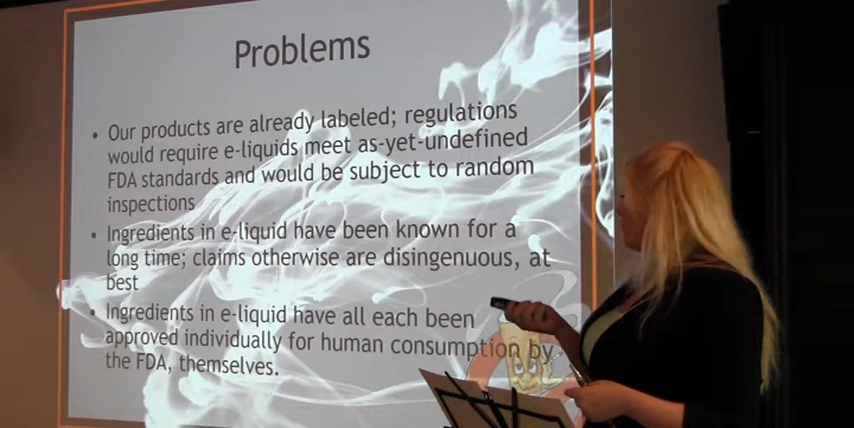 Problems
• Our products are already labeled; regulations
would require e-liquids meet as-yet-undefined
FDA standards and would be subject to random
inspections
• Ingredients in e-liquid have been known for a
long time; claims otherwise are disingenuous, at
best
• Ingredients in e-liquid have all each been
approved individually for human consumption by
the FDA, themselves.